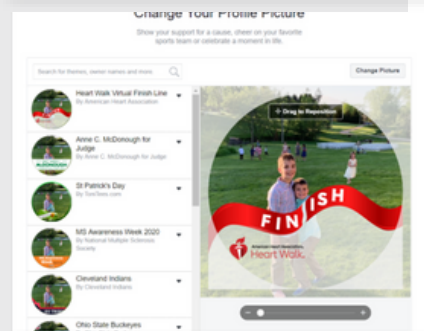 Change Your Profile Picture
Show your support for a cause, cheer on your favorite
sports team or celebrate a moment in life.
Search for themes, owner names and more
Change Picture
Heart Walk Virtual Finish Line
By American Heart Association
Anne C. McDonough for
Judge
By Anne C. McDonough for Judge
St Patrick's Day
MS Awareness Week 2020
By National Multiple Sclerosis
Society
Cleveland Indians
By Cleveland Indians
Ohio State Buckeyes
Drag to Reposition
FINISH
American Heart Association
Heart Walk